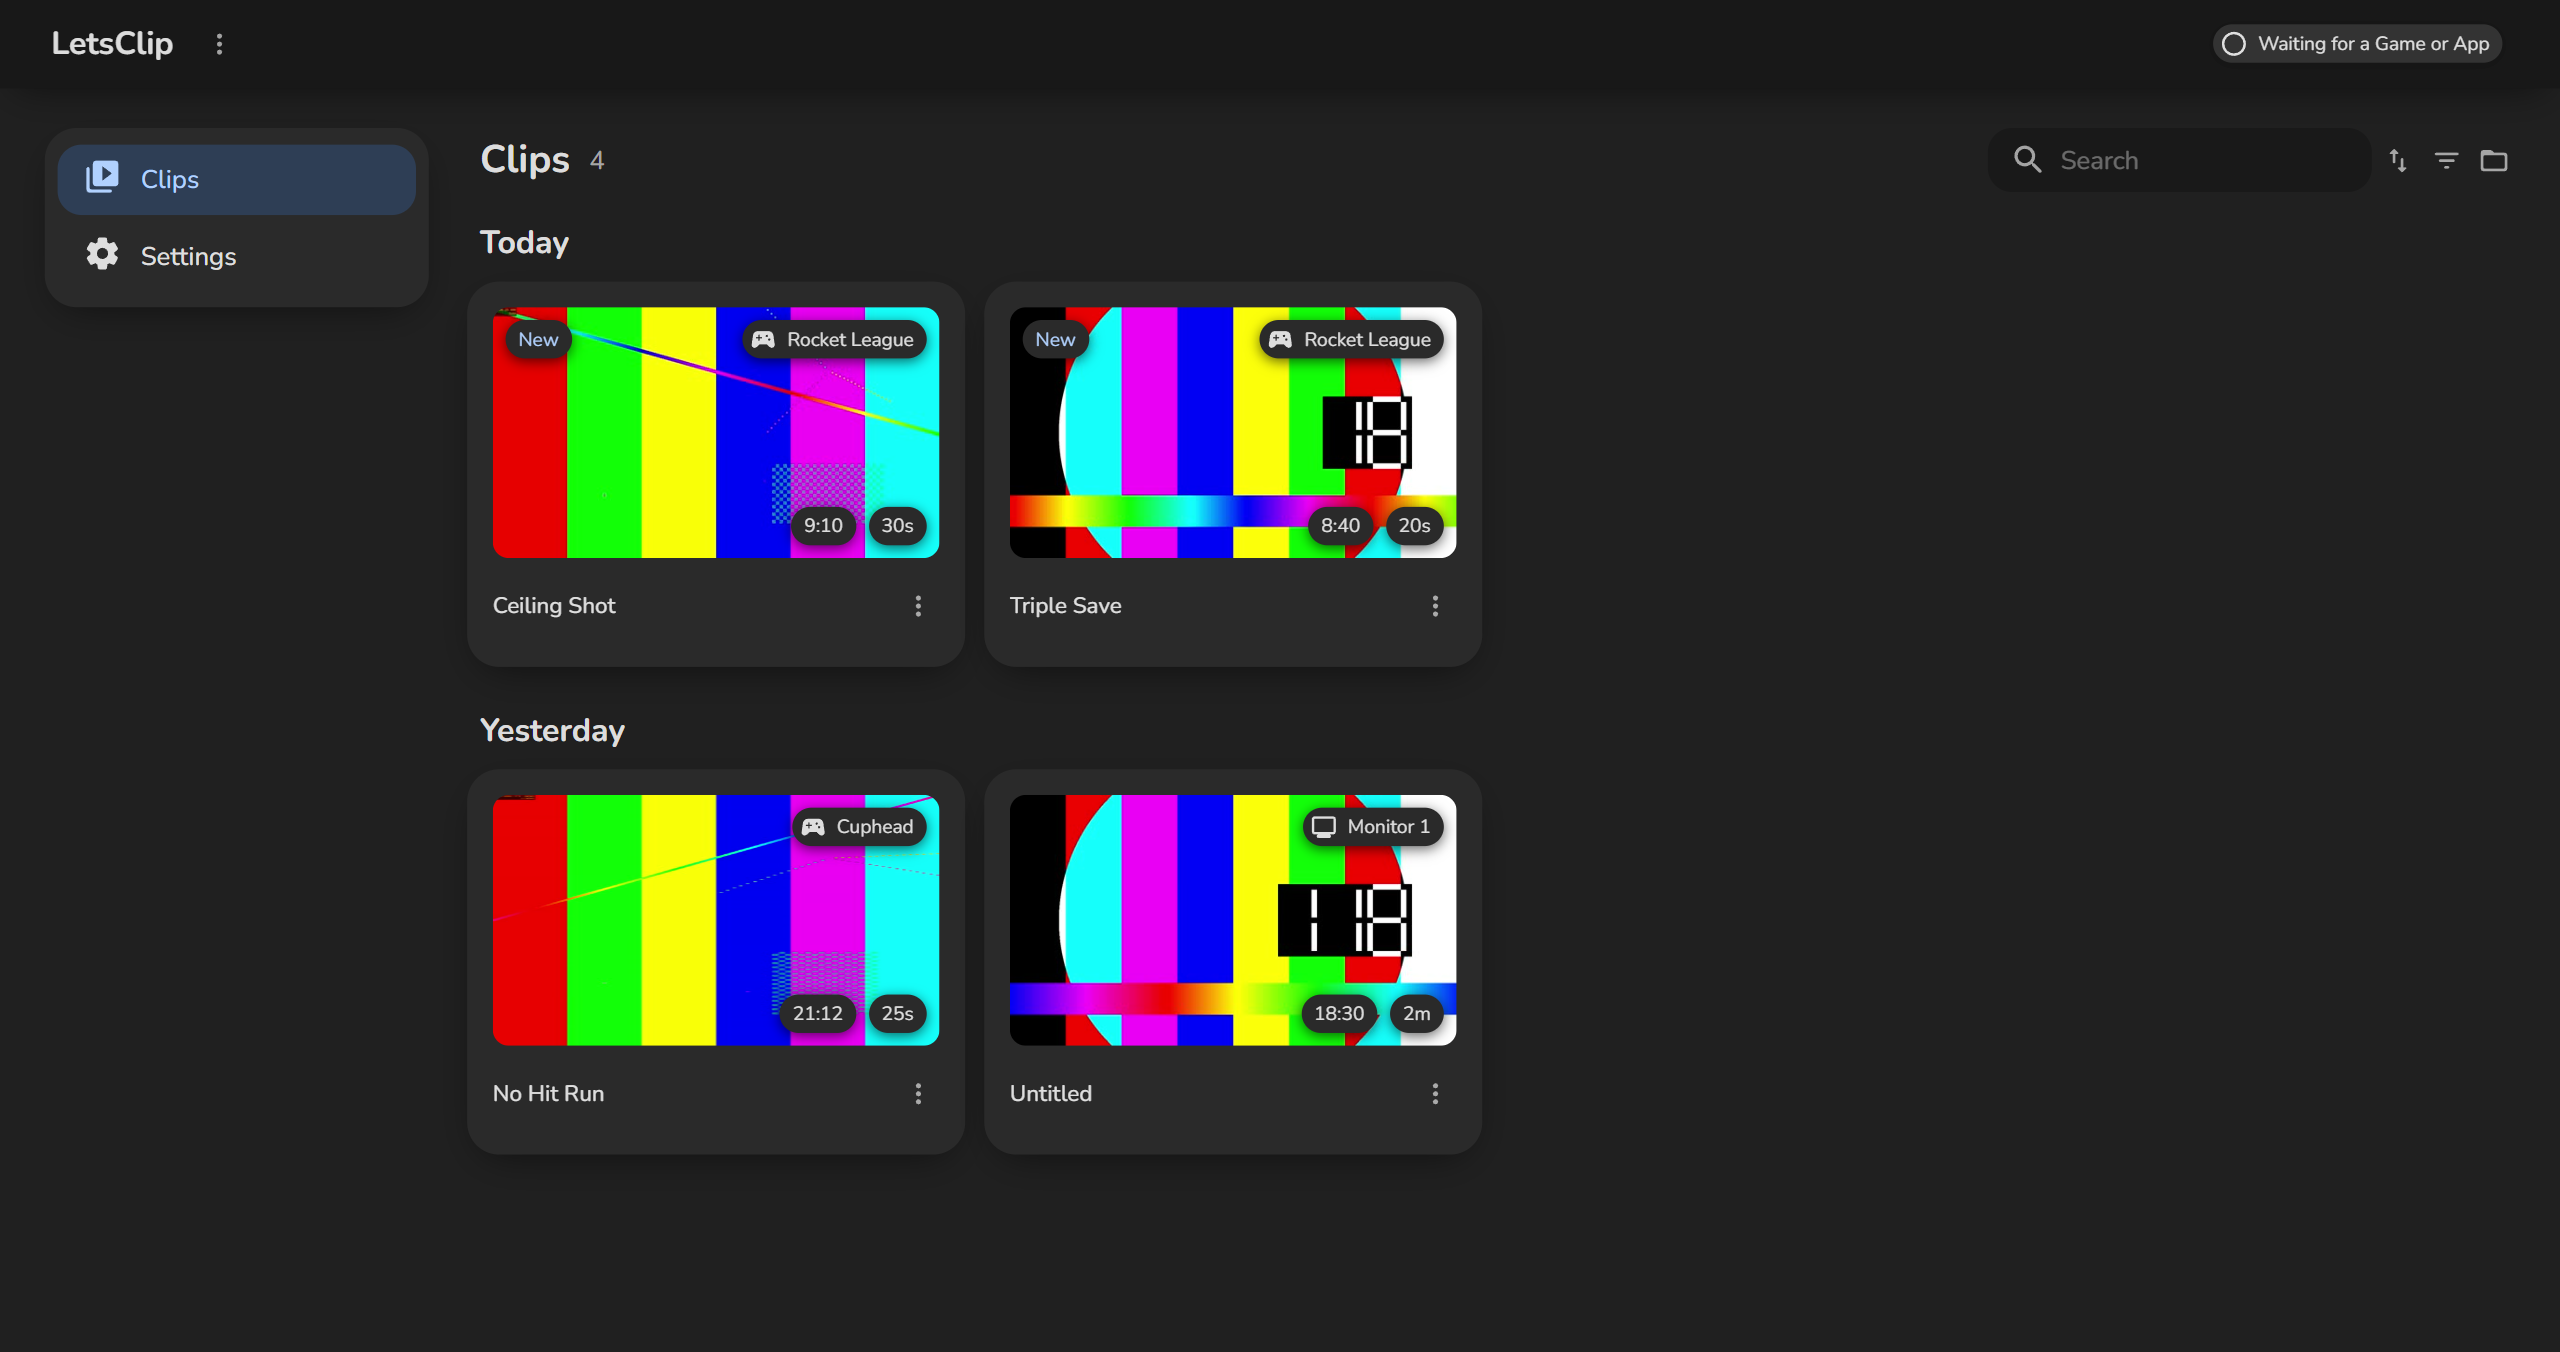 LetsClip
Waiting for a Game or App
Clips
Settings
Clips 4
Search
Today
New
Rocket League
9:10
30s
Ceiling Shot
New
Rocket League
18
8:40
20s
Triple Save
Yesterday
Cuphead
21:12
25s
No Hit Run
Monitor 1
118
18:30
2m
Untitled